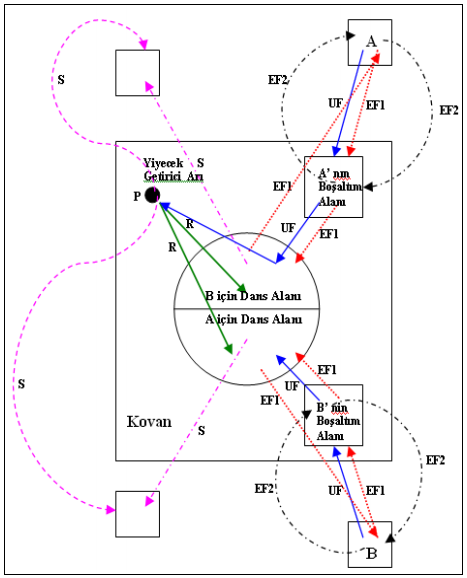 A
EF2
S
UF
EF1
EF2
Yiyecek S
Getirici Arı
P
A' nın
Boşaltım
Alanı
EF1
R
UF
EF1
R
B için Dans Alanı
A için Dans Alanı
EF1
UF
S
EF1
B' nin
Boşaltım
Alanı
Kovan
S
EF2
EF2
UF
EF1
B